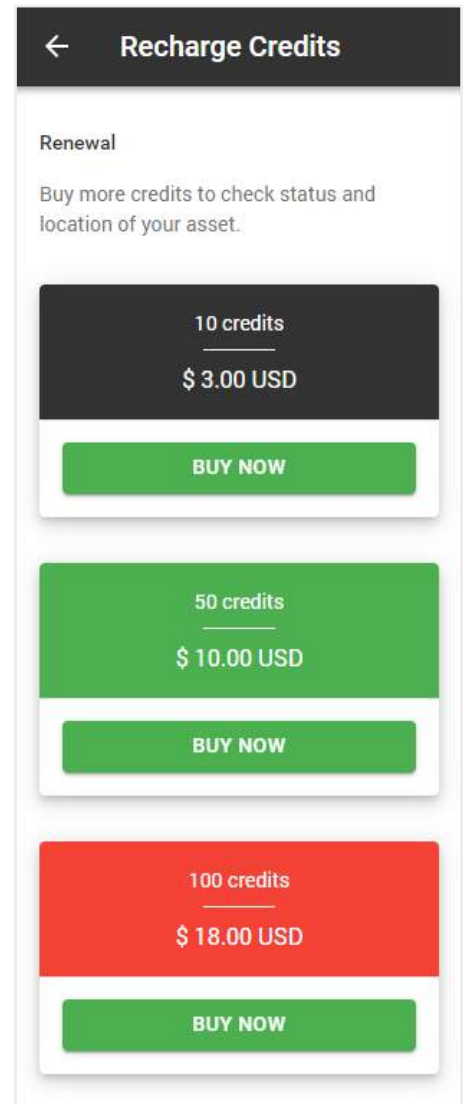 Recharge Credits
Renewal
Buy more credits to check status and
location of your asset.
10 credits
$ 3.00 USD
BUY NOW
50 credits
$ 10.00 USD
BUY NOW
100 credits
$ 18.00 USD
BUY NOW